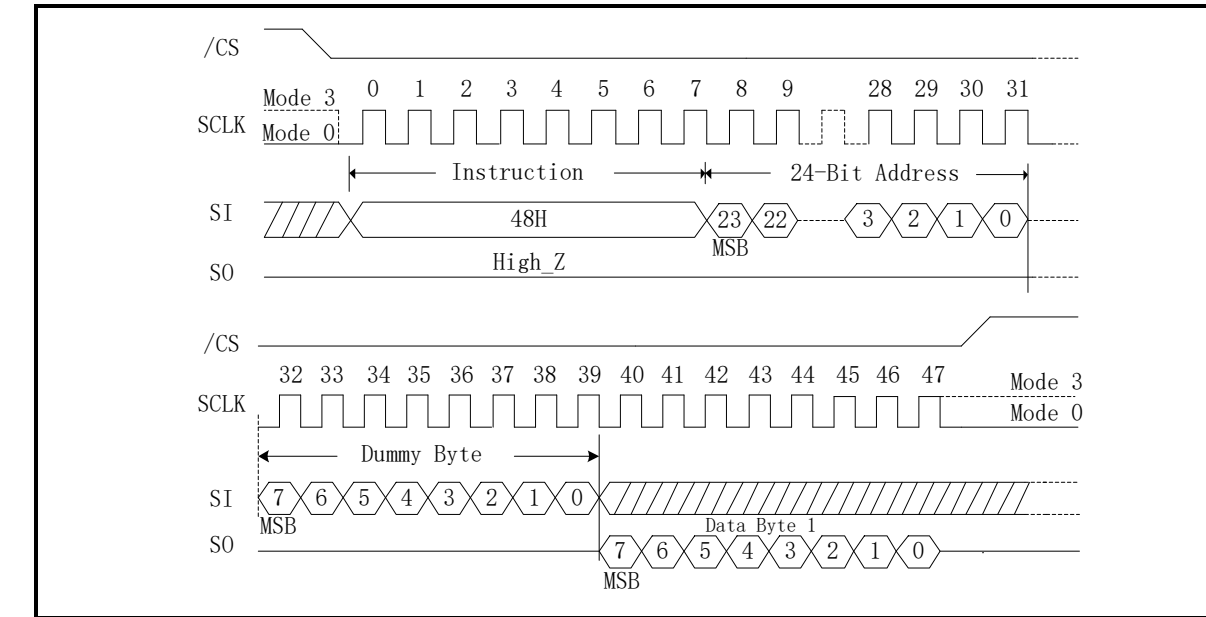 /CS
Mode 3 0 1 2 3 4 5 6 7 8 9 28 29 30 31
SCLK Mode 0
Instruction 24-Bit Address
SI 48H 23 22 3 2 1 0
MSB
High_Z
SO
/CS
32 33 34 35 36 37 38 39 40 41 42 43 44 45 46 47 Mode 3
SCLK Mode 0
Dummy Byte
SI 7 6 5 4 3 2 1 0
MSB Data Byte 1
SO 7 6 5 4 3 2 1 0
MSB